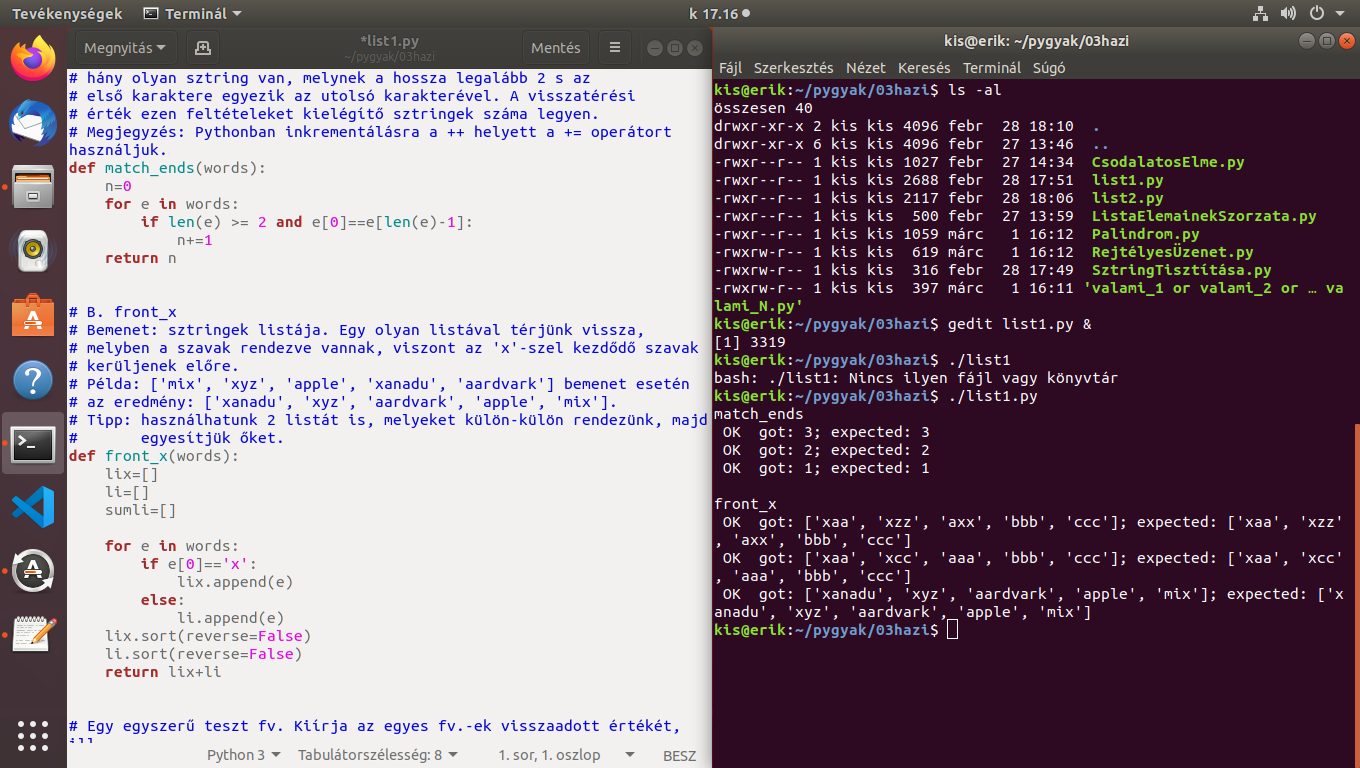 Tevékenységek
Terminál
k 17.16
Megnyitás
*list1.py
~/pygyak/03hazi
Mentés
# hány olyan sztring van, melynek a hossza legalább 2 s az
# első karaktere egyezik az utolsó karakterével. A visszatérési
# érték ezen feltételeket kielégítő sztringek száma legyen.
# Megjegyzés: Pythonban inkrementálásra a ++ helyett a += operátort
használjuk.
def match_ends(words):
    n=0
    for e in words:
        if len(e) >= 2 and e[0]==e[len(e)-1]:
            n+=1
    return n
# B. front_x
# Bemenet: sztringek listája. Egy olyan listával térjünk vissza,
# melyben a szavak rendezve vannak, viszont az 'x'-szel kezdődő szavak
# kerüljenek előre.
# Példa: ['mix', 'xyz', 'apple', 'xanadu', 'aardvark'] bemenet esetén
# az eredmény: ['xanadu', 'xyz', 'aardvark', 'apple', 'mix'].
# Tipp: használhatunk 2 listát is, melyeket külön-külön rendezünk, majd
#       egyesítjük őket.
def front_x(words):
    lix=[]
    li=[]
    sumli=[]
    for e in words:
        if e[0]=='x':
            lix.append(e)
        else:
            li.append(e)
    lix.sort(reverse=False)
    li.sort(reverse=False)
    return lix+li
# Egy egyszerű teszt fv. Kiírja az egyes fv.-ek visszaadott értékét,
ill.
Python 3
Tabulátorszélesség: 8
1. sor, 1. oszlop
BESZ
kis@erik: ~/pygyak/03hazi
Fájl Szerkesztés Nézet Keresés Terminál Súgó
kis@erik:~/pygyak/03hazi$ ls -al
összesen 40
drwxr-xr-x 2 kis kis 4096 febr  28 18:10  .
drwxr-xr-x 6 kis kis 4096 febr  27 13:46  ..
-rwxr--r-- 1 kis kis 1027 febr  27 14:34  CsodalatosElme.py
-rwxr--r-- 1 kis kis 2688 febr  28 17:51  list1.py
-rwxr--r-- 1 kis kis 2117 febr  28 18:06  list2.py
-rwxr--r-- 1 kis kis  500 febr  27 13:59  ListaElemainekSzorzata.py
-rwxr--r-- 1 kis kis 1059 márc   1 16:12  Palindrom.py
-rwxrw-r-- 1 kis kis  619 márc   1 16:12  RejtélyesÜzenet.py
-rwxrw-r-- 1 kis kis  316 febr  28 17:49  SztringTisztítása.py
-rwxrw-r-- 1 kis kis  397 márc   1 16:11 'valami_1 or valami_2 or … va
lami_N.py'
kis@erik:~/pygyak/03hazi$ gedit list1.py &
[1] 3319
kis@erik:~/pygyak/03hazi$ ./list1
bash: ./list1: Nincs ilyen fájl vagy könyvtár
kis@erik:~/pygyak/03hazi$ ./list1.py
match_ends
 OK  got: 3; expected: 3
 OK  got: 2; expected: 2
 OK  got: 1; expected: 1
front_x
 OK  got: ['xaa', 'xzz', 'axx', 'bbb', 'ccc']; expected: ['xaa', 'xzz'
, 'axx', 'bbb', 'ccc']
 OK  got: ['xaa', 'xcc', 'aaa', 'bbb', 'ccc']; expected: ['xaa', 'xcc'
, 'aaa', 'bbb', 'ccc']
 OK  got: ['xanadu', 'xyz', 'aardvark', 'apple', 'mix']; expected: ['x
anadu', 'xyz', 'aardvark', 'apple', 'mix']
kis@erik:~/pygyak/03hazi$